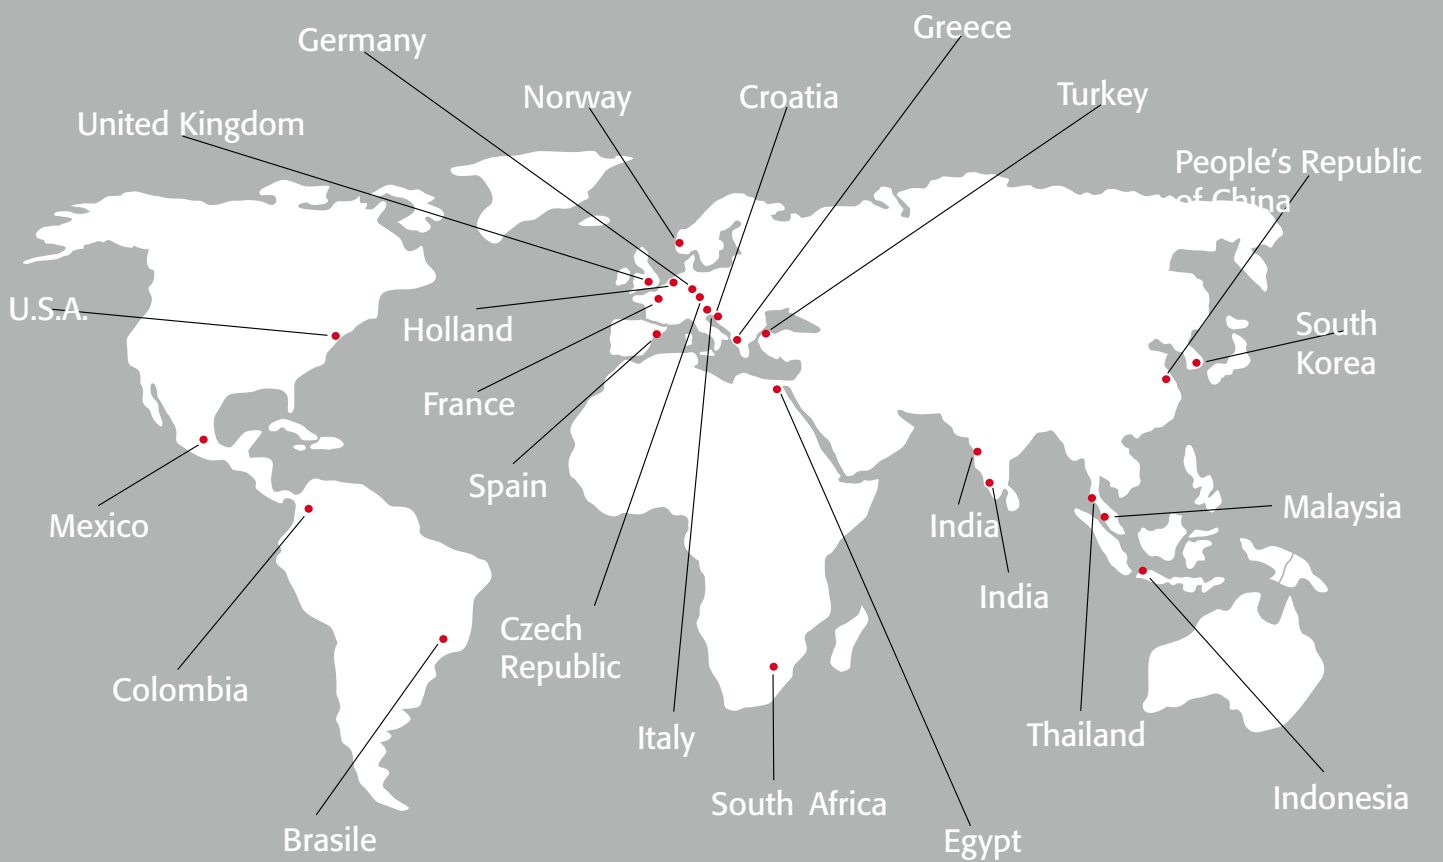 Greece
Germany
Norway
Croatia
Turkey
United Kingdom
People's Republic
of China
U.S.A.
Holland
South
Korea
France
Spain
Malaysia
Mexico
India
India
Czech
Republic
Colombia
Italy
Thailand
South Africa
Indonesia
Brasile
Egypt